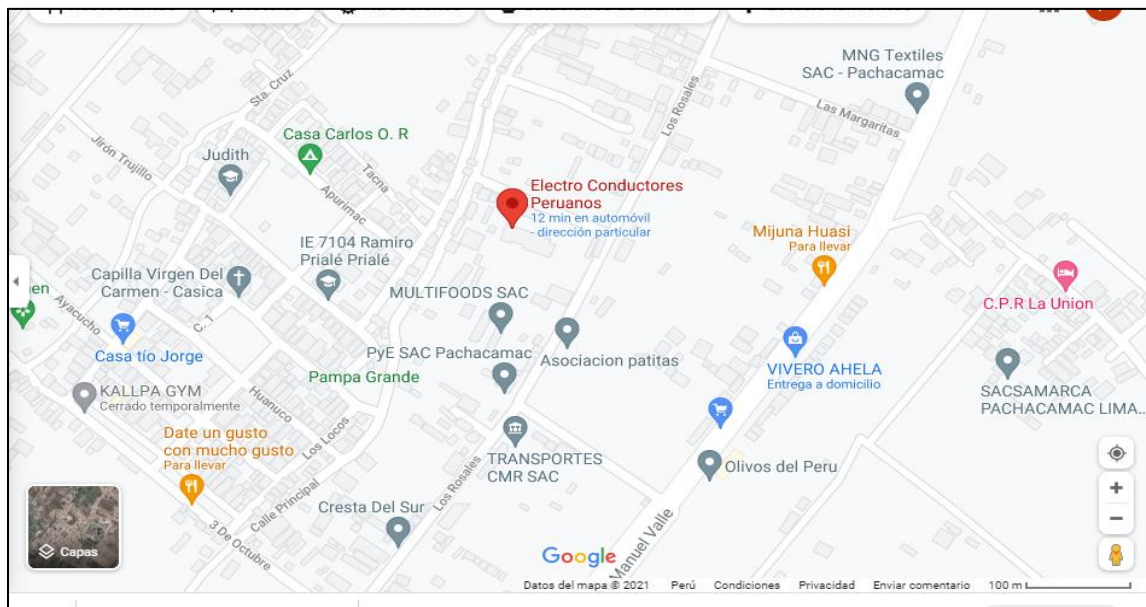 MNG Textiles
SAC - Pachacamac
Las Margaritas
Sta. Cruz
Los Rosales
Casa Carlos O. R
Jirón Trujillo
Judith
Tacna
Apurimac
Electro Conductores
Peruanos
12 min en automóvil
- dirección particular
IE 7104 Ramiro
Prialé Prialé
Mijuna Huasi
Para llevar
Capilla Virgen Del
Carmen - Casica
C.P.R La Union
MULTIFOODS SAC
Ayacucho
C. 1
Casa tío Jorge
PyE SAC Pachacamac
Asociacion patitas
VIVERO AHELA
Entrega a domicilio
Pampa Grande
KALLPA GYM
Cerrado temporalmente
Huanuco
SACSAMARCA
PACHACAMAC LIMA...
Date un gusto
con mucho gusto
Para llevar
Los Locos
TRANSPORTES
CMR SAC
Olivos del Peru
Los Rosales
Calle Principal
Cresta Del Sur
3 De Octubre
Manuel Valle
Capas
Google
Datos del mapa © 2021 Perú Condiciones Privacidad Enviar comentario 100 m